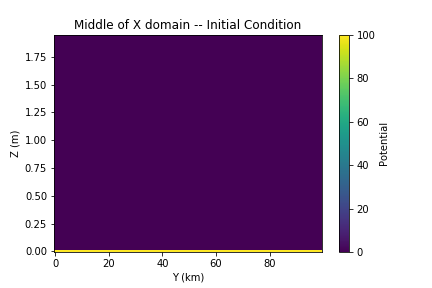 Middle of X domain -- Initial Condition
Z (m)
1.75
1.50
1.25
1.00
0.75
0.50
0.25
0.00
0 20 40 60 80
Y (km)
100
80
60
40
20
0
Potential